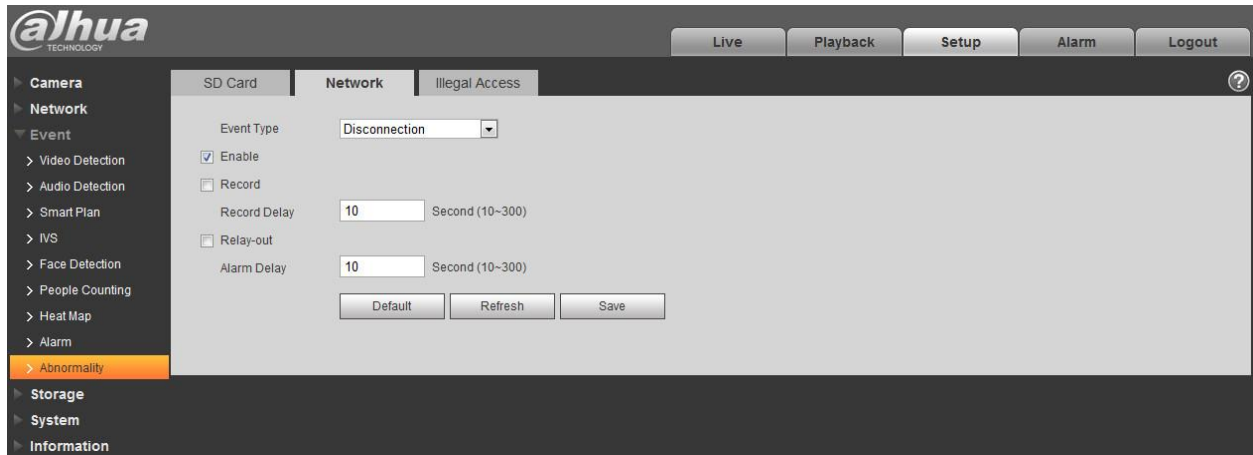 alhua
TECHNOLOGY
Live Playback Setup Alarm Logout
Camera
Network
Event
Video Detection
Audio Detection
Smart Plan
IVS
Face Detection
People Counting
Heat Map
Alarm
Abnormality
Storage
System
Information
SD Card Network Illegal Access
?
Event Type Disconnection
Enable
Record
Record Delay 10 Second (10~300)
Relay-out
Alarm Delay 10 Second (10~300)
Default Refresh Save